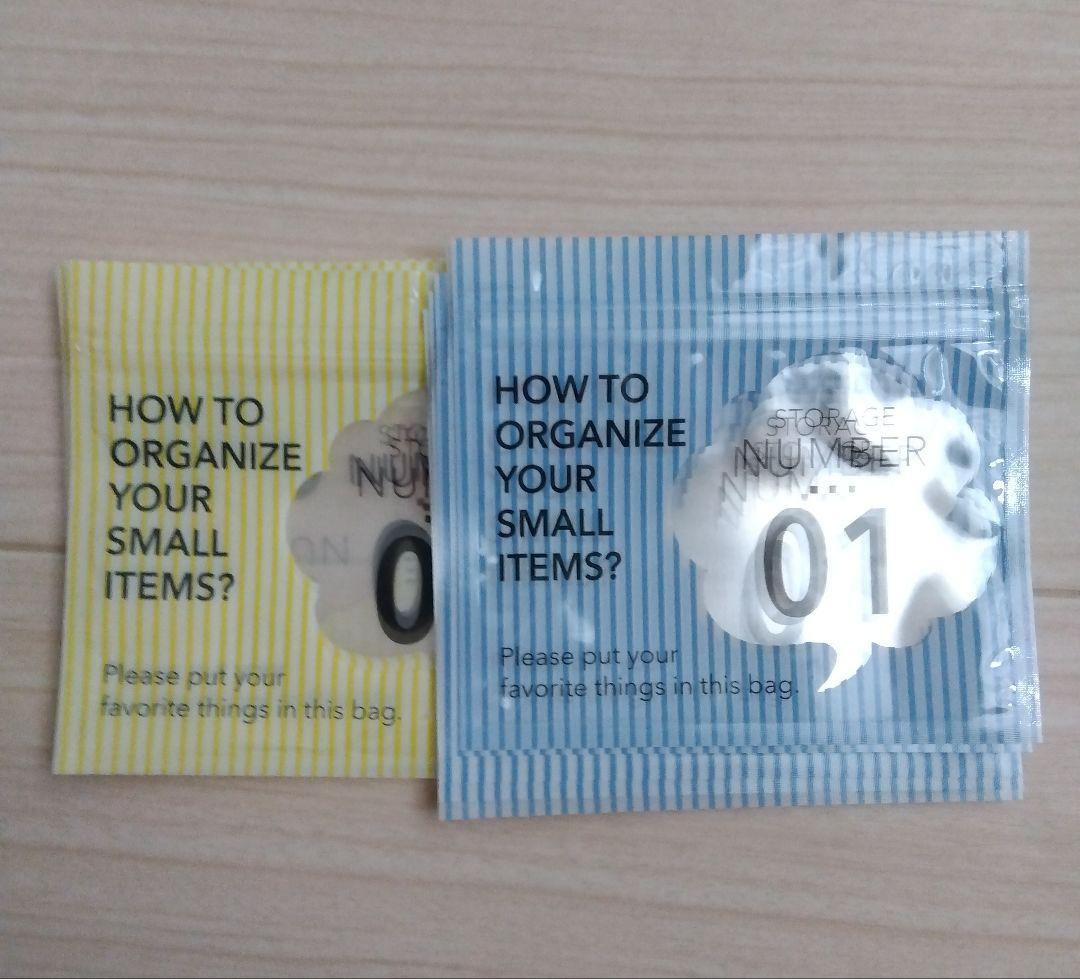 HOW TO
ORGANIZE
YOUR
SMALL
ITEMS?
Please put your
favorite things in this bag.
HOW TO
ORGANIZE
YOUR
SMALL
ITEMS?
Please put your
favorite things in this bag.
STORAGE
NUMBER
01